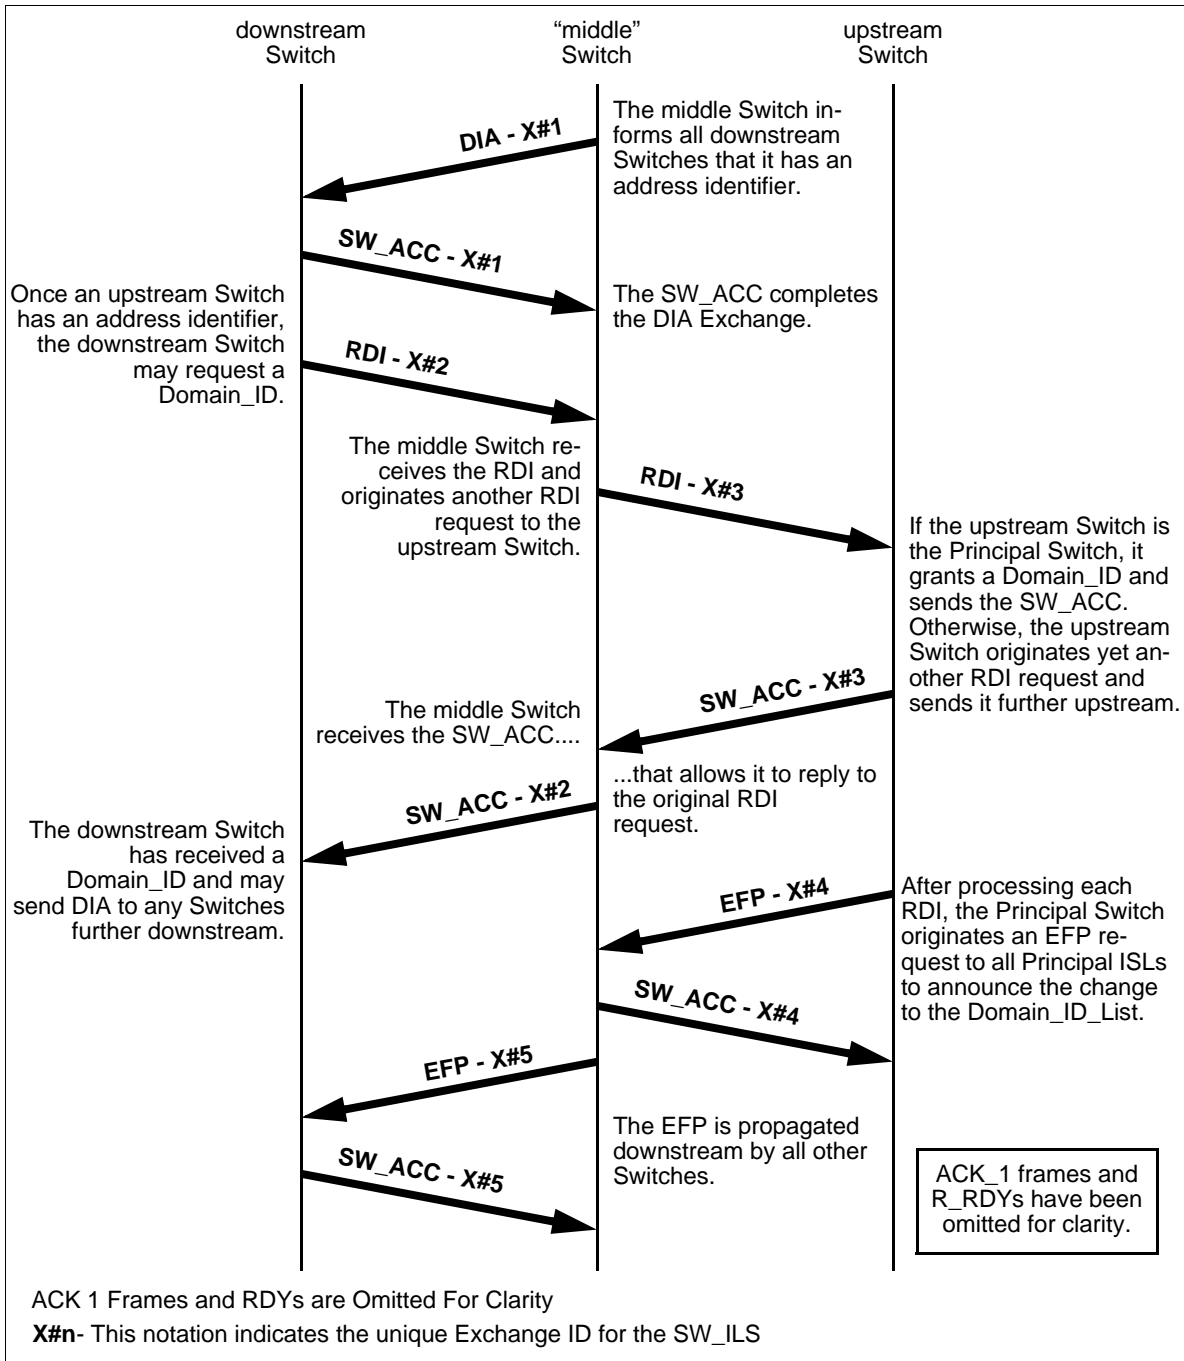 downstream
Switch
“middle”
Switch
upstream
Switch
The middle Switch in-
forms all downstream
Switches that it has an
address identifier.
DIA - X#1
SW_ACC - X#1
Once an upstream Switch
has an address identifier,
the downstream Switch
may request a
Domain_ID.
The SW_ACC completes
the DIA Exchange.
RDI - X#2
The middle Switch re-
ceives the RDI and
originates another RDI
request to the
upstream Switch.
RDI - X#3
If the upstream Switch is
the Principal Switch, it
grants a Domain_ID and
sends the SW_ACC.
Otherwise, the upstream
Switch originates yet an-
other RDI request and
sends it further upstream.
SW_ACC - X#3
The middle Switch
receives the SW_ACC....
...that allows it to reply to
the original RDI
request.
SW_ACC - X#2
The downstream Switch
has received a
Domain_ID and may
send DIA to any Switches
further downstream.
EFP - X#4
After processing each
RDI, the Principal Switch
originates an EFP re-
quest to all Principal ISLs
to announce the change
to the Domain_ID_List.
SW_ACC - X#4
EFP - X#5
The EFP is propagated
downstream by all other
Switches.
SW_ACC - X#5
ACK_1 frames and
R_RDYs have been
omitted for clarity.
ACK 1 Frames and RDYs are Omitted For Clarity
X#n- This notation indicates the unique Exchange ID for the SW_ILS